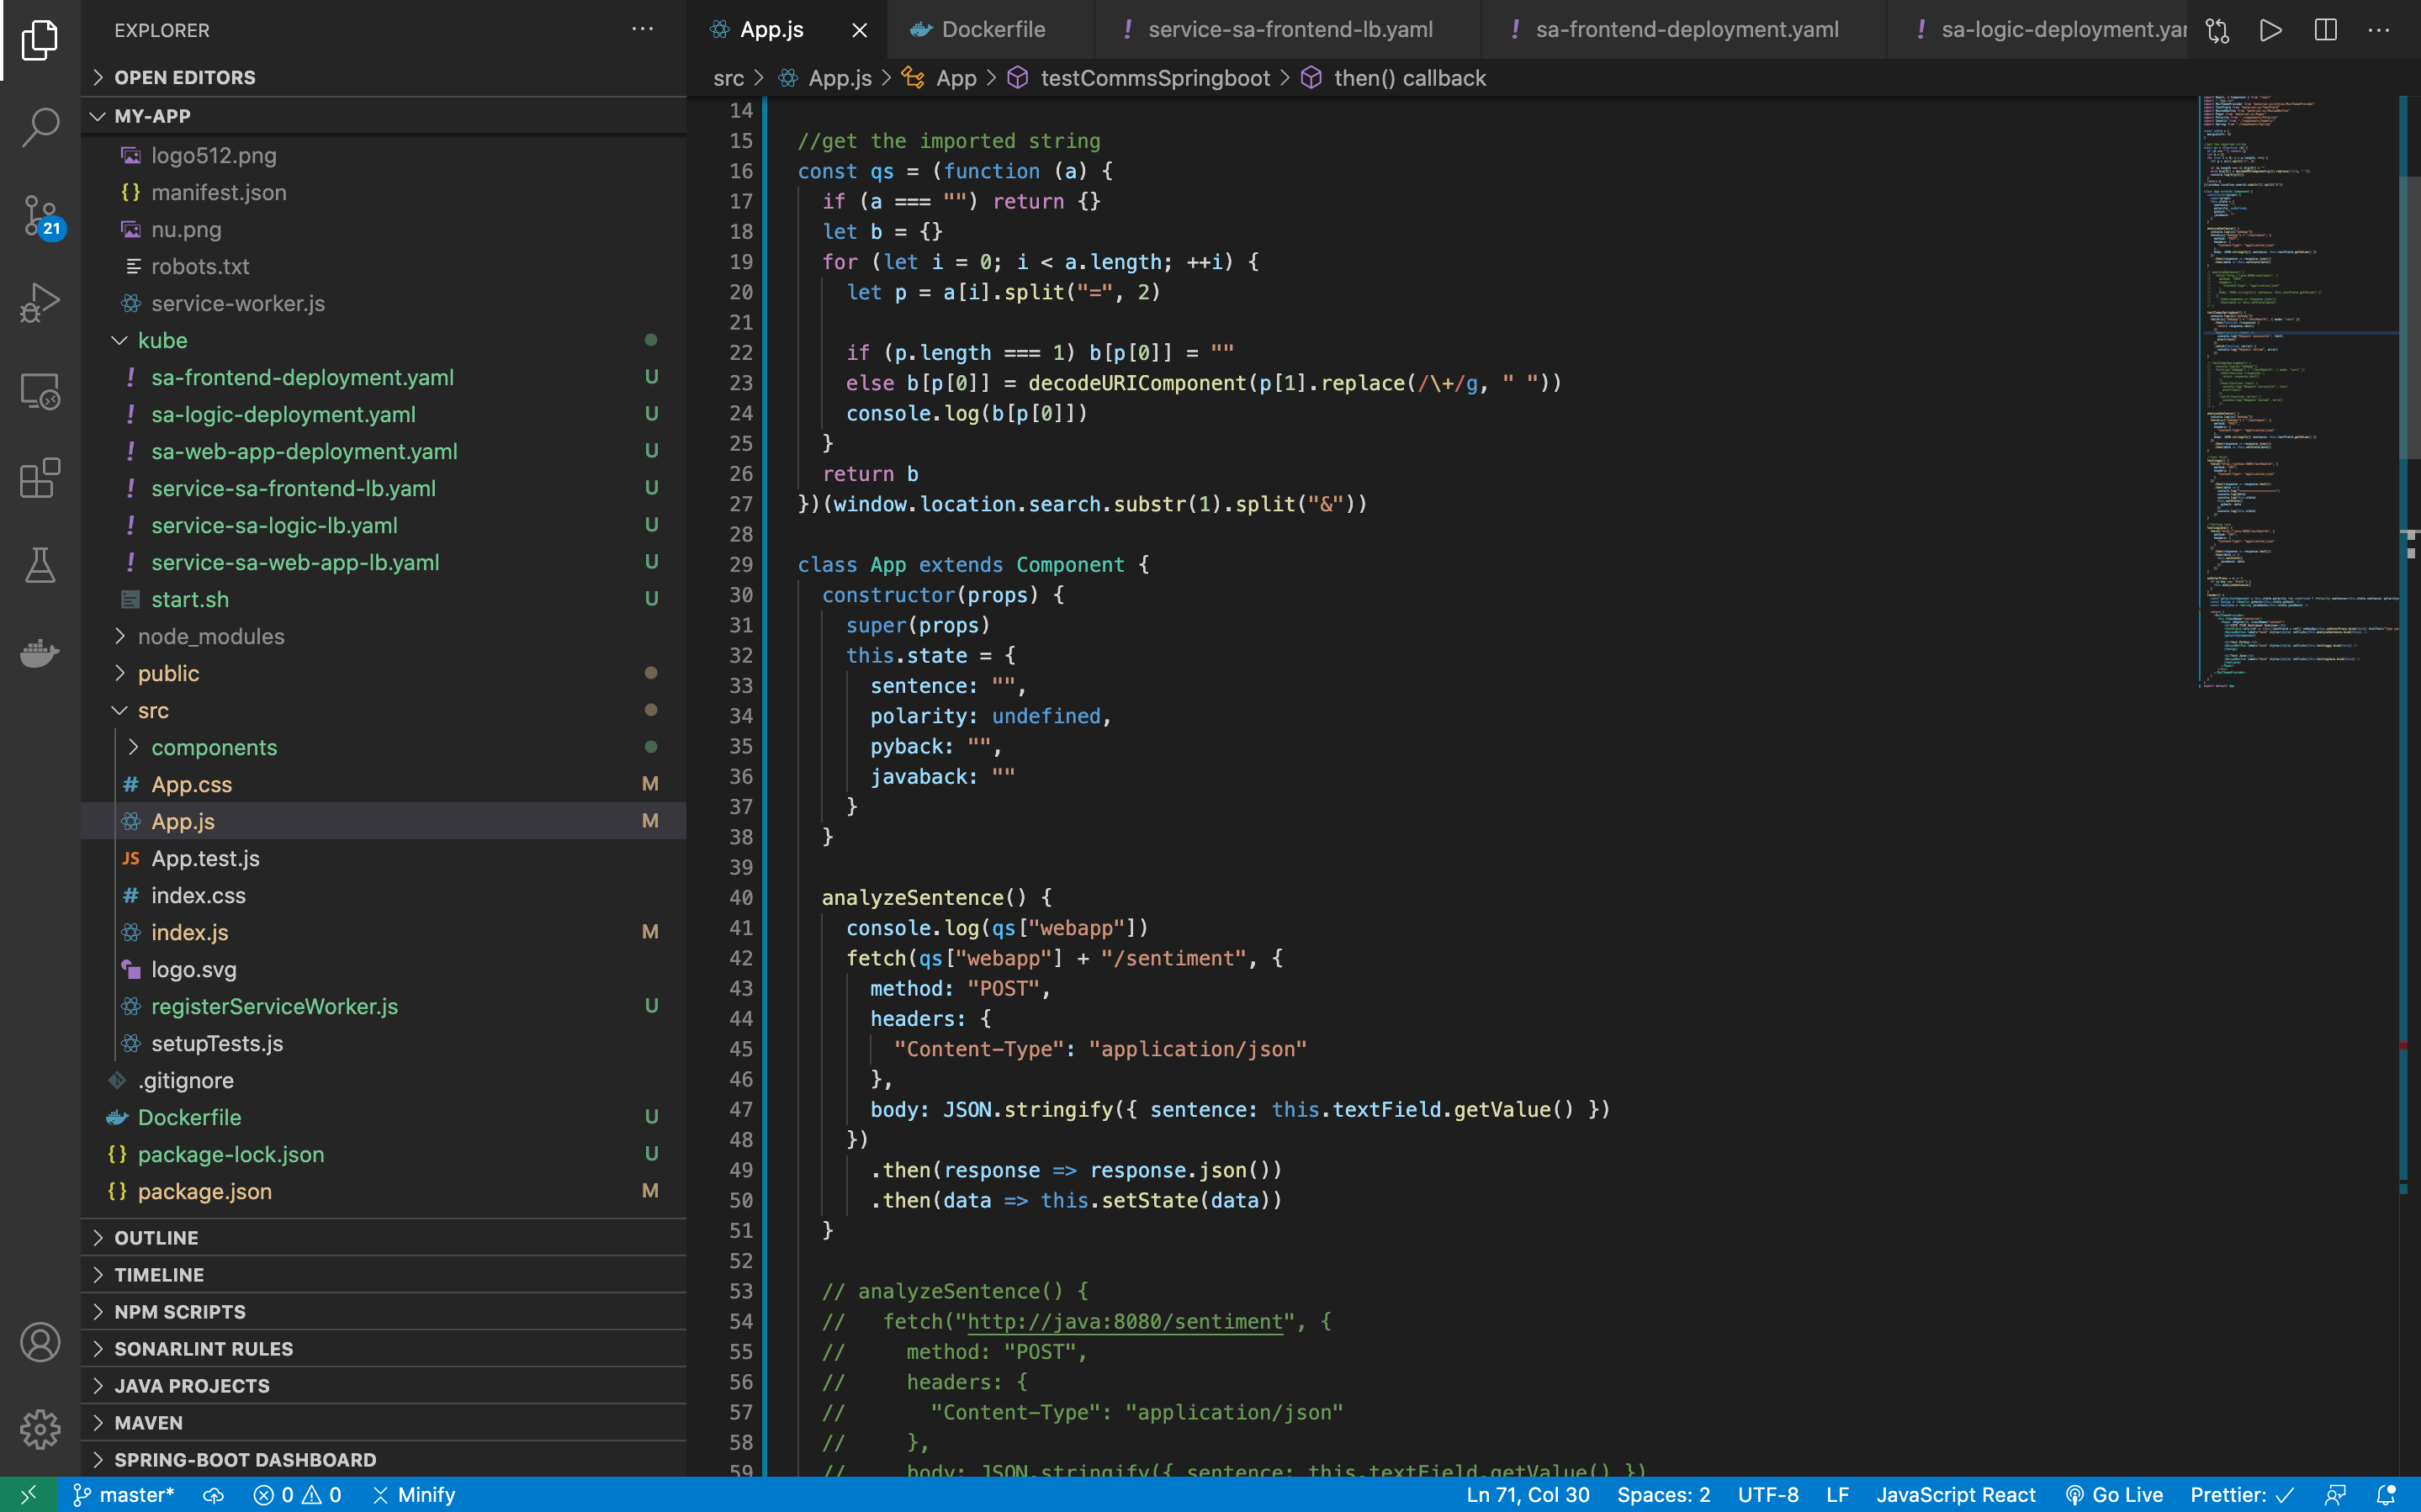 EXPLORER
OPEN EDITORS
MY-APP
logo512.png
manifest.json
nu.png
robots.txt
service-worker.js
kube
sa-frontend-deployment.yaml U
sa-logic-deployment.yaml U
sa-web-app-deployment.yaml U
service-sa-frontend-lb.yaml U
service-sa-logic-lb.yaml U
service-sa-web-app-lb.yaml U
start.sh U
node_modules
public
src
components
App.css M
App.js M
App.test.js
index.css
index.js M
logo.svg
registerServiceWorker.js U
setupTests.js
.gitignore
Dockerfile U
package-lock.json U
package.json M
OUTLINE
TIMELINE
NPM SCRIPTS
SONARLINT RULES
JAVA PROJECTS
MAVEN
SPRING-BOOT DASHBOARD
21
App.js Dockerfile service-sa-frontend-lb.yaml sa-frontend-deployment.yaml sa-logic-deployment.yar
src > App.js > App > testCommsSpringboot > then() callback
14
15 //get the imported string
16 const qs = (function (a) {
17 if (a === "") return {}
18 let b = {}
19 for (let i = 0; i < a.length; ++i) {
20 let p = a[i].split("=", 2)
21
22 if (p.length === 1) b[p[0]] = ""
23 else b[p[0]] = decodeURIComponent(p[1].replace(/\+/g, " "))
24 console.log(b[p[0]])
25 }
26 return b
27 })(window.location.search.substr(1).split("&"))
28
29 class App extends Component {
30 constructor(props) {
31 super(props)
32 this.state = {
33 sentence: "",
34 polarity: undefined,
35 pyback: "",
36 javaback: ""
37 }
38 }
39
40 analyzeSentence() {
41 console.log(qs["webapp"])
42 fetch(qs["webapp"] + "/sentiment", {
43 method: "POST",
44 headers: {
45 "Content-Type": "application/json"
46 },
47 body: JSON.stringify({ sentence: this.textField.getValue() })
48 })
49 .then(response => response.json())
50 .then(data => this.setState(data))
51 }
52
53 // analyzeSentence() {
54 // fetch("http://java:8080/sentiment", {
55 // method: "POST",
56 // headers: {
57 // "Content-Type": "application/json"
58 // },
59 // body: JSON.stringify({ sentence: this.textField.getValue() })
master* 0 0 Minify Ln 71, Col 30 Spaces: 2 UTF-8 LF JavaScript React Go Live Prettier: ✓